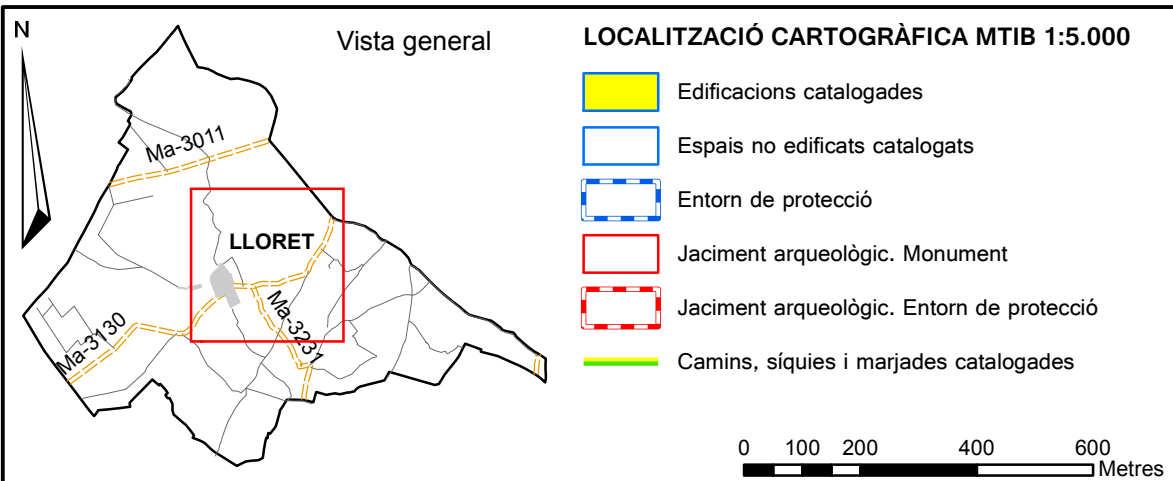 N
Vista general
Ma-3011
LLORET
Ma-3130
Ma-3231
LOCALITZACIÓ CARTOGRÀFICA MTIB 1:5.000
Edificacions catalogades
Espais no edificats catalogats
Entorn de protecció
Jaciment arqueològic. Monument
Jaciment arqueològic. Entorn de protecció
Camins, síquies i marjades catalogades
0 100 200 400 600
Metres